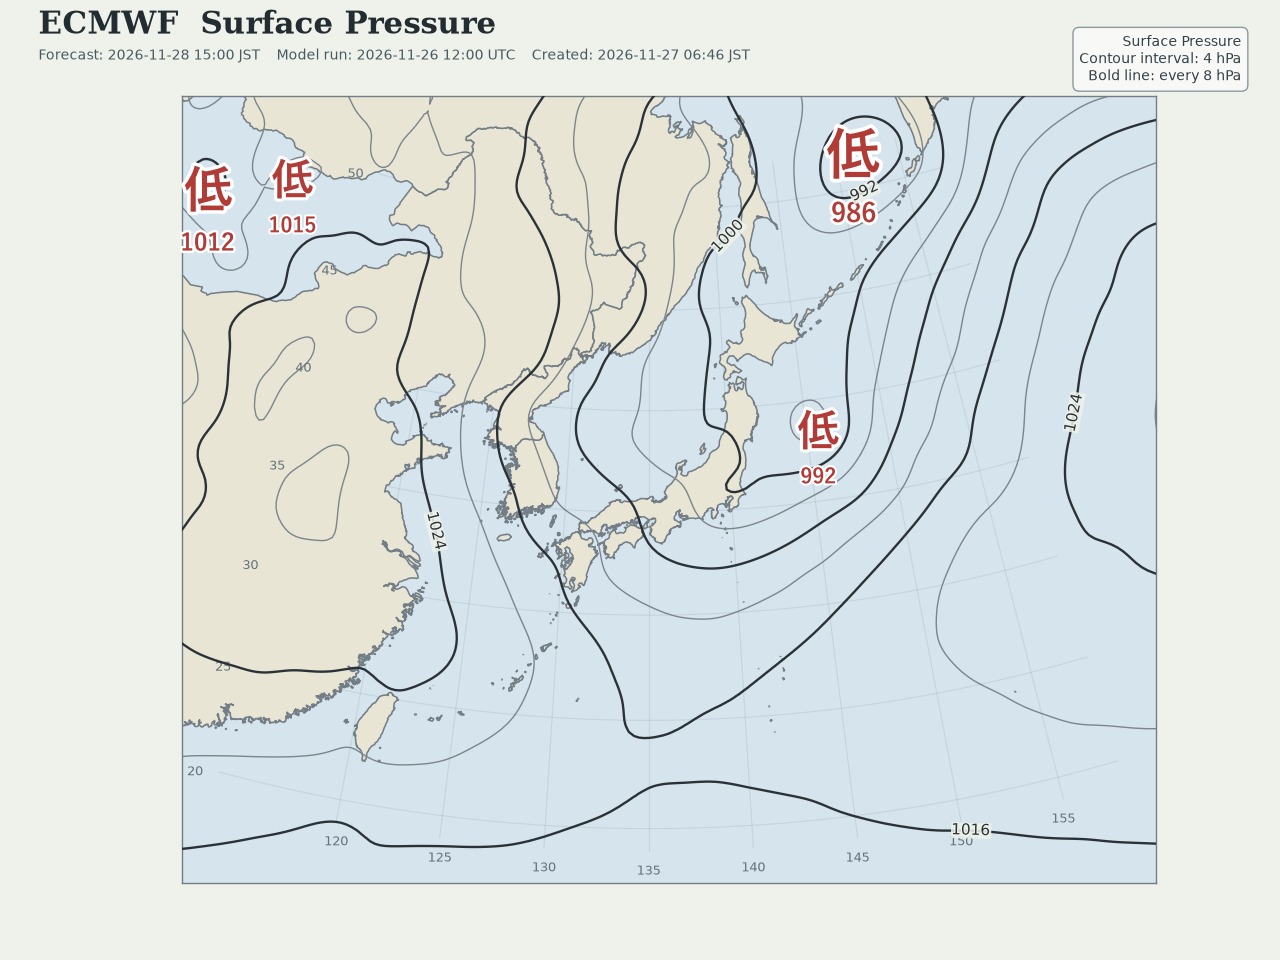 ECMWF  Surface Pressure
Forecast: 2026-11-28 15:00 JST    Model run: 2026-11-26 12:00 UTC    Created: 2026-11-27 06:46 JST
Surface Pressure
Contour interval: 4 hPa
Bold line: every 8 hPa
低
986
992
低
1012
低
1015
50
1000
45
40
1024
低
992
35
1024
30
25
20
1016
120
125
130
135
140
145
150
155